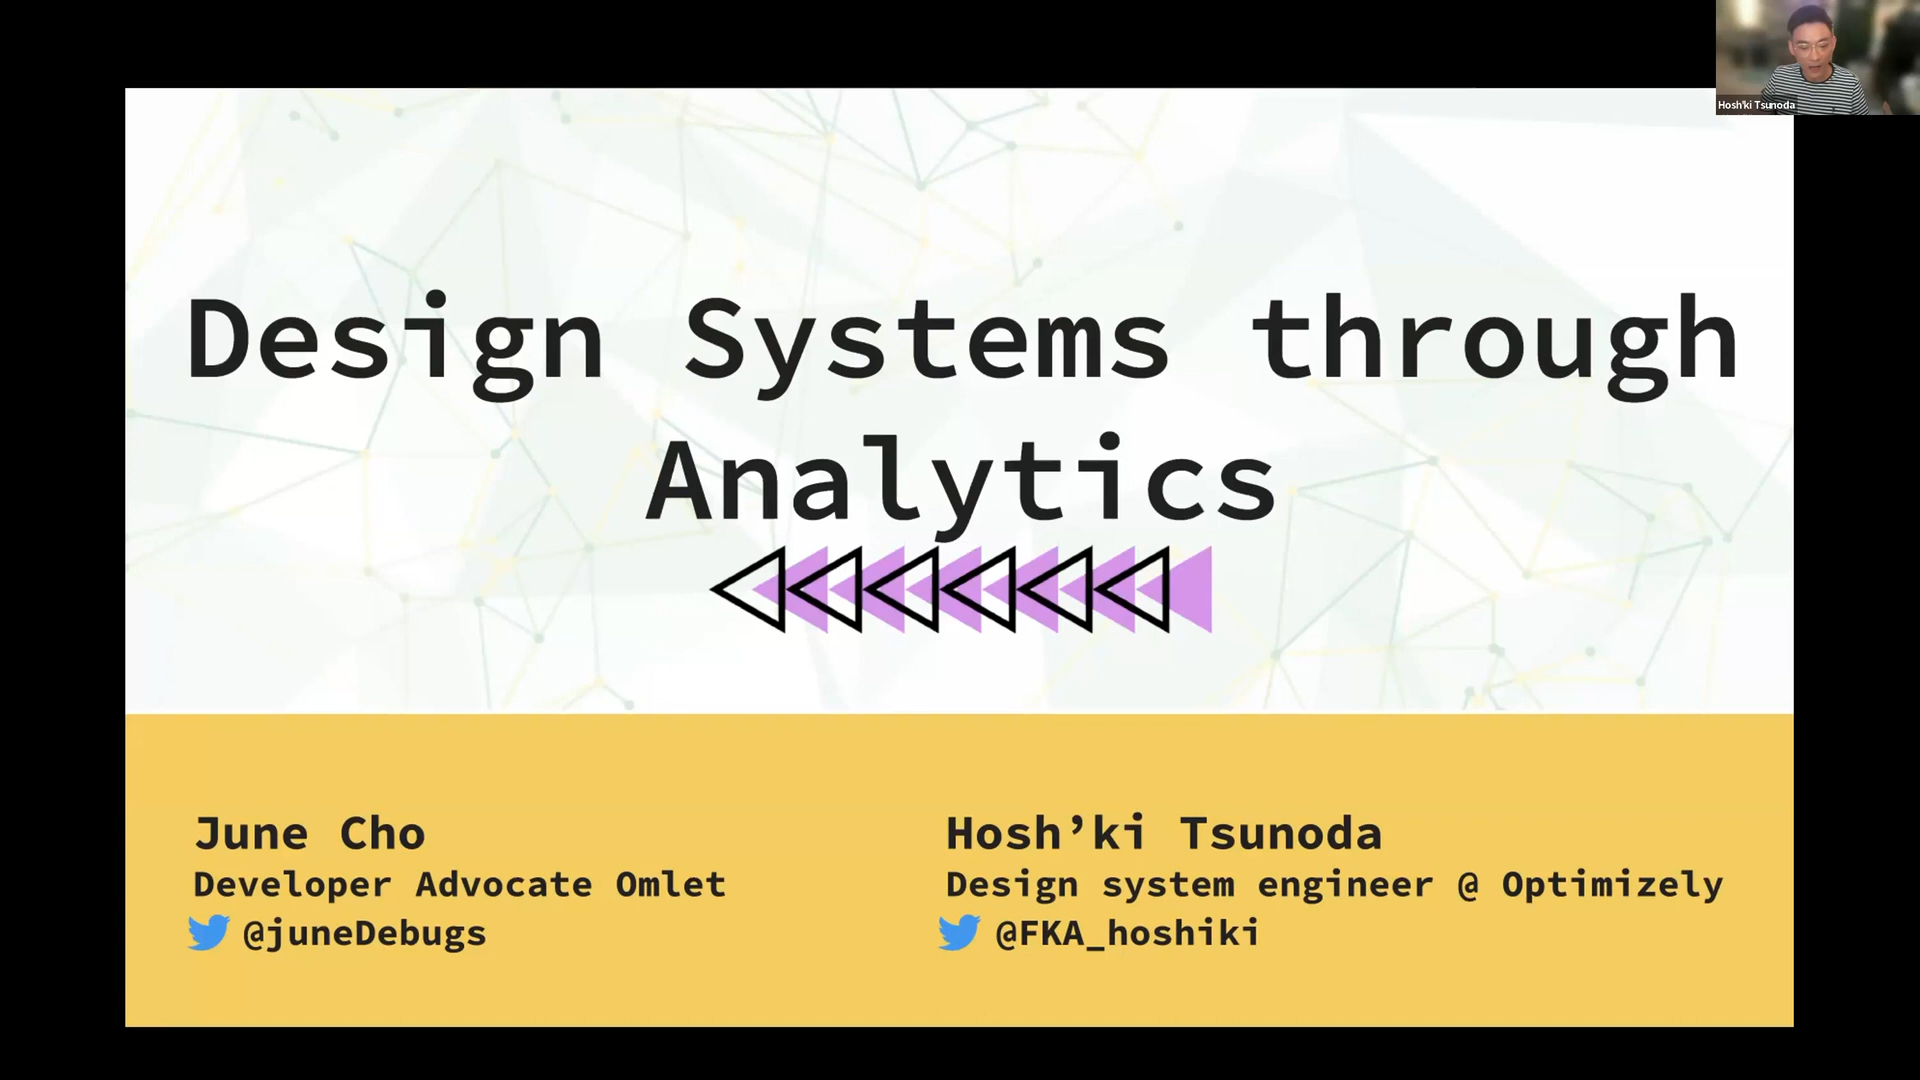 Hosh'ki Tsunoda
Design Systems through
Analytics
June Cho
Developer Advocate Omlet
@juneDebugs
Hosh’ki Tsunoda
Design system engineer @ Optimizely
@FKA_hoshiki